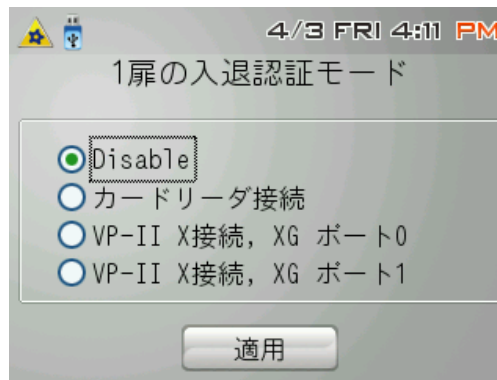 4/3 FRI 4:11 PM
1扉の入退認証モード
Disable
カードリーダ接続
VP-II X接続, XG ポート0
VP-II X接続, XG ポート1
適用